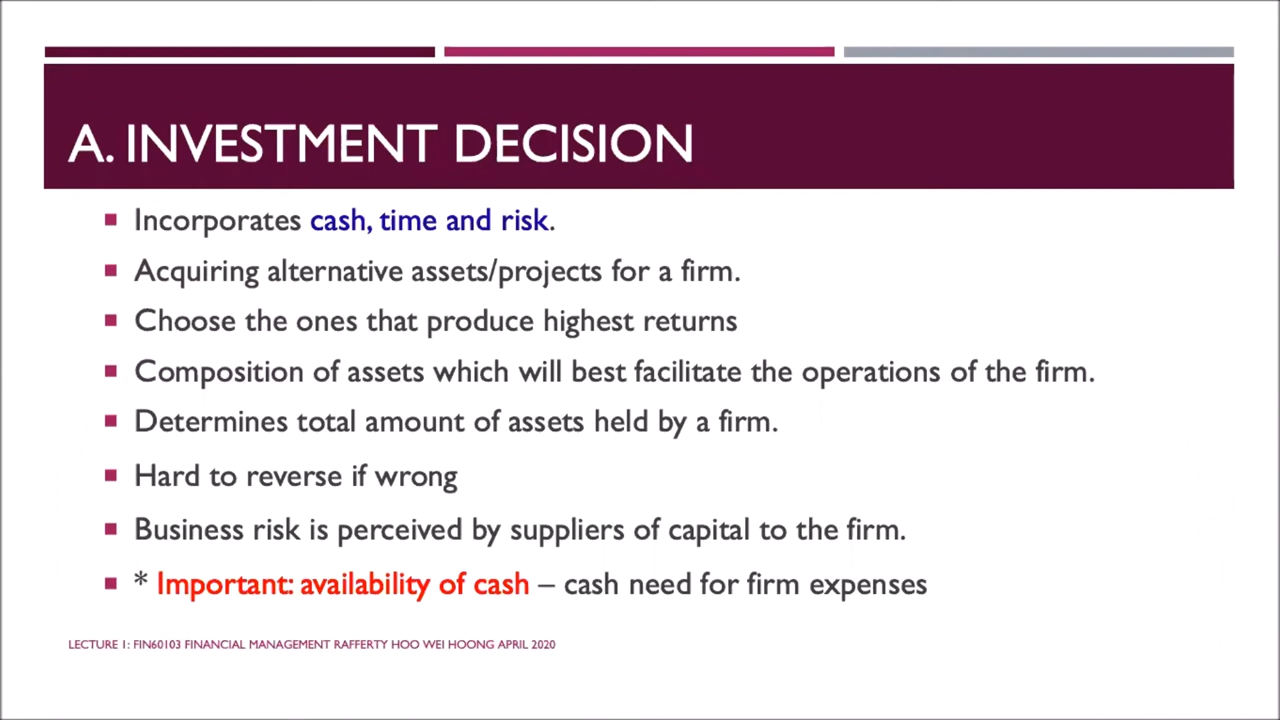 A. INVESTMENT DECISION
Incorporates cash, time and risk.
Acquiring alternative assets/projects for a firm.
Choose the ones that produce highest returns
Composition of assets which will best facilitate the operations of the firm.
Determines total amount of assets held by a firm.
Hard to reverse if wrong
Business risk is perceived by suppliers of capital to the firm.
* Important: availability of cash – cash need for firm expenses
LECTURE 1: FIN60103 FINANCIAL MANAGEMENT RAFFERTY HOO WEI HOONG APRIL 2020